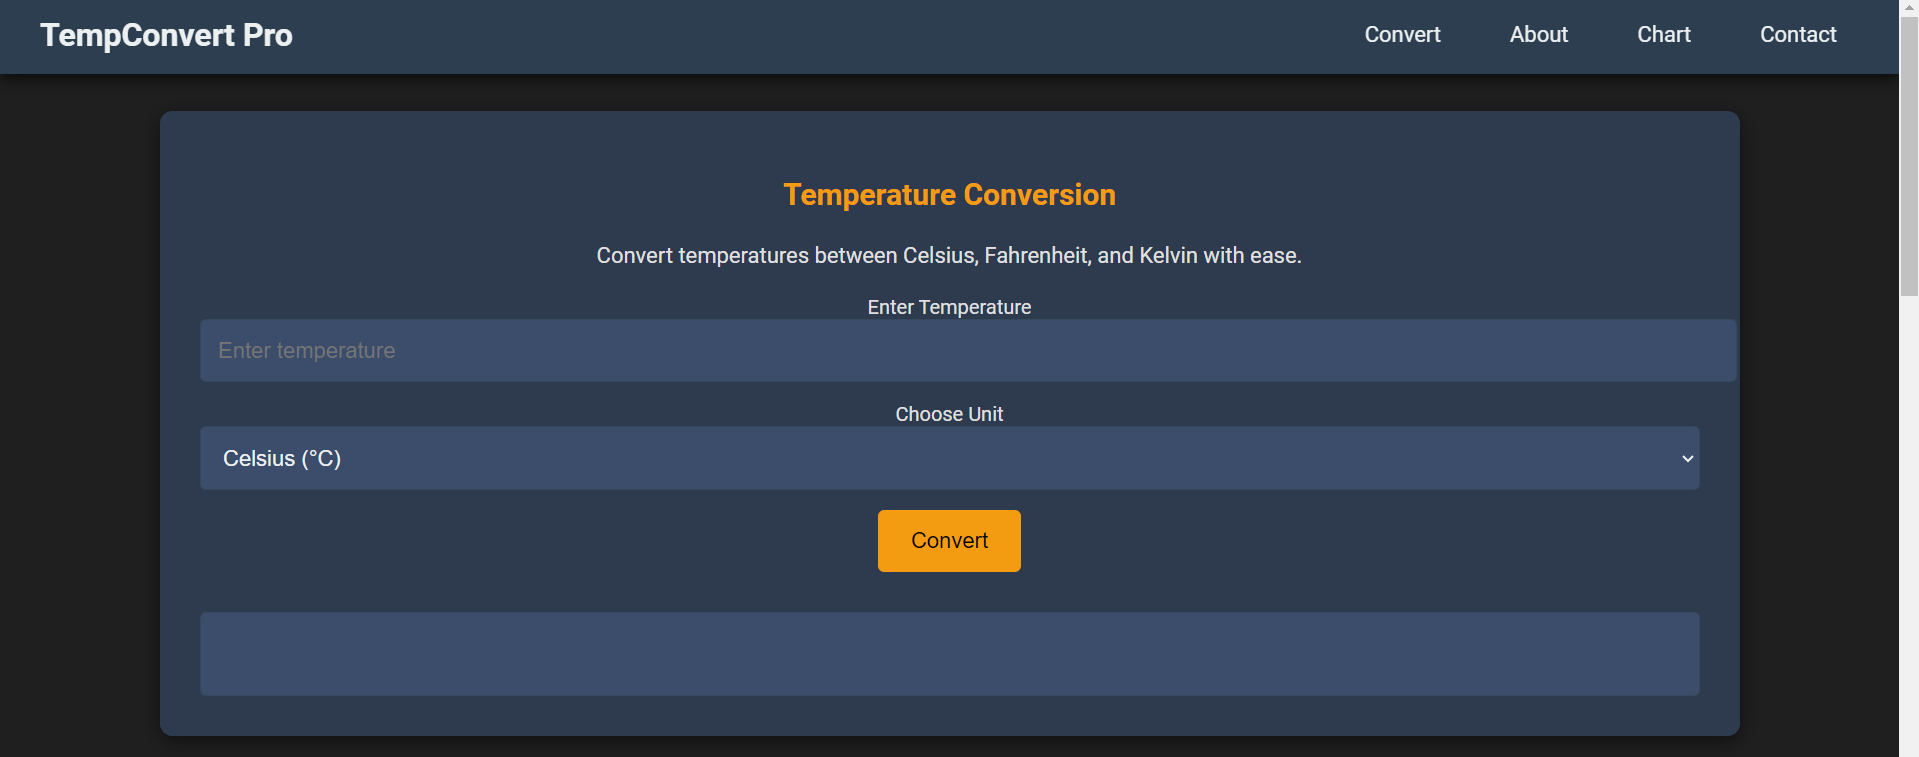 TempConvert Pro
Convert About Chart Contact
Temperature Conversion
Convert temperatures between Celsius, Fahrenheit, and Kelvin with ease.
Enter Temperature
Enter temperature
Choose Unit
Celsius (°C)
Convert